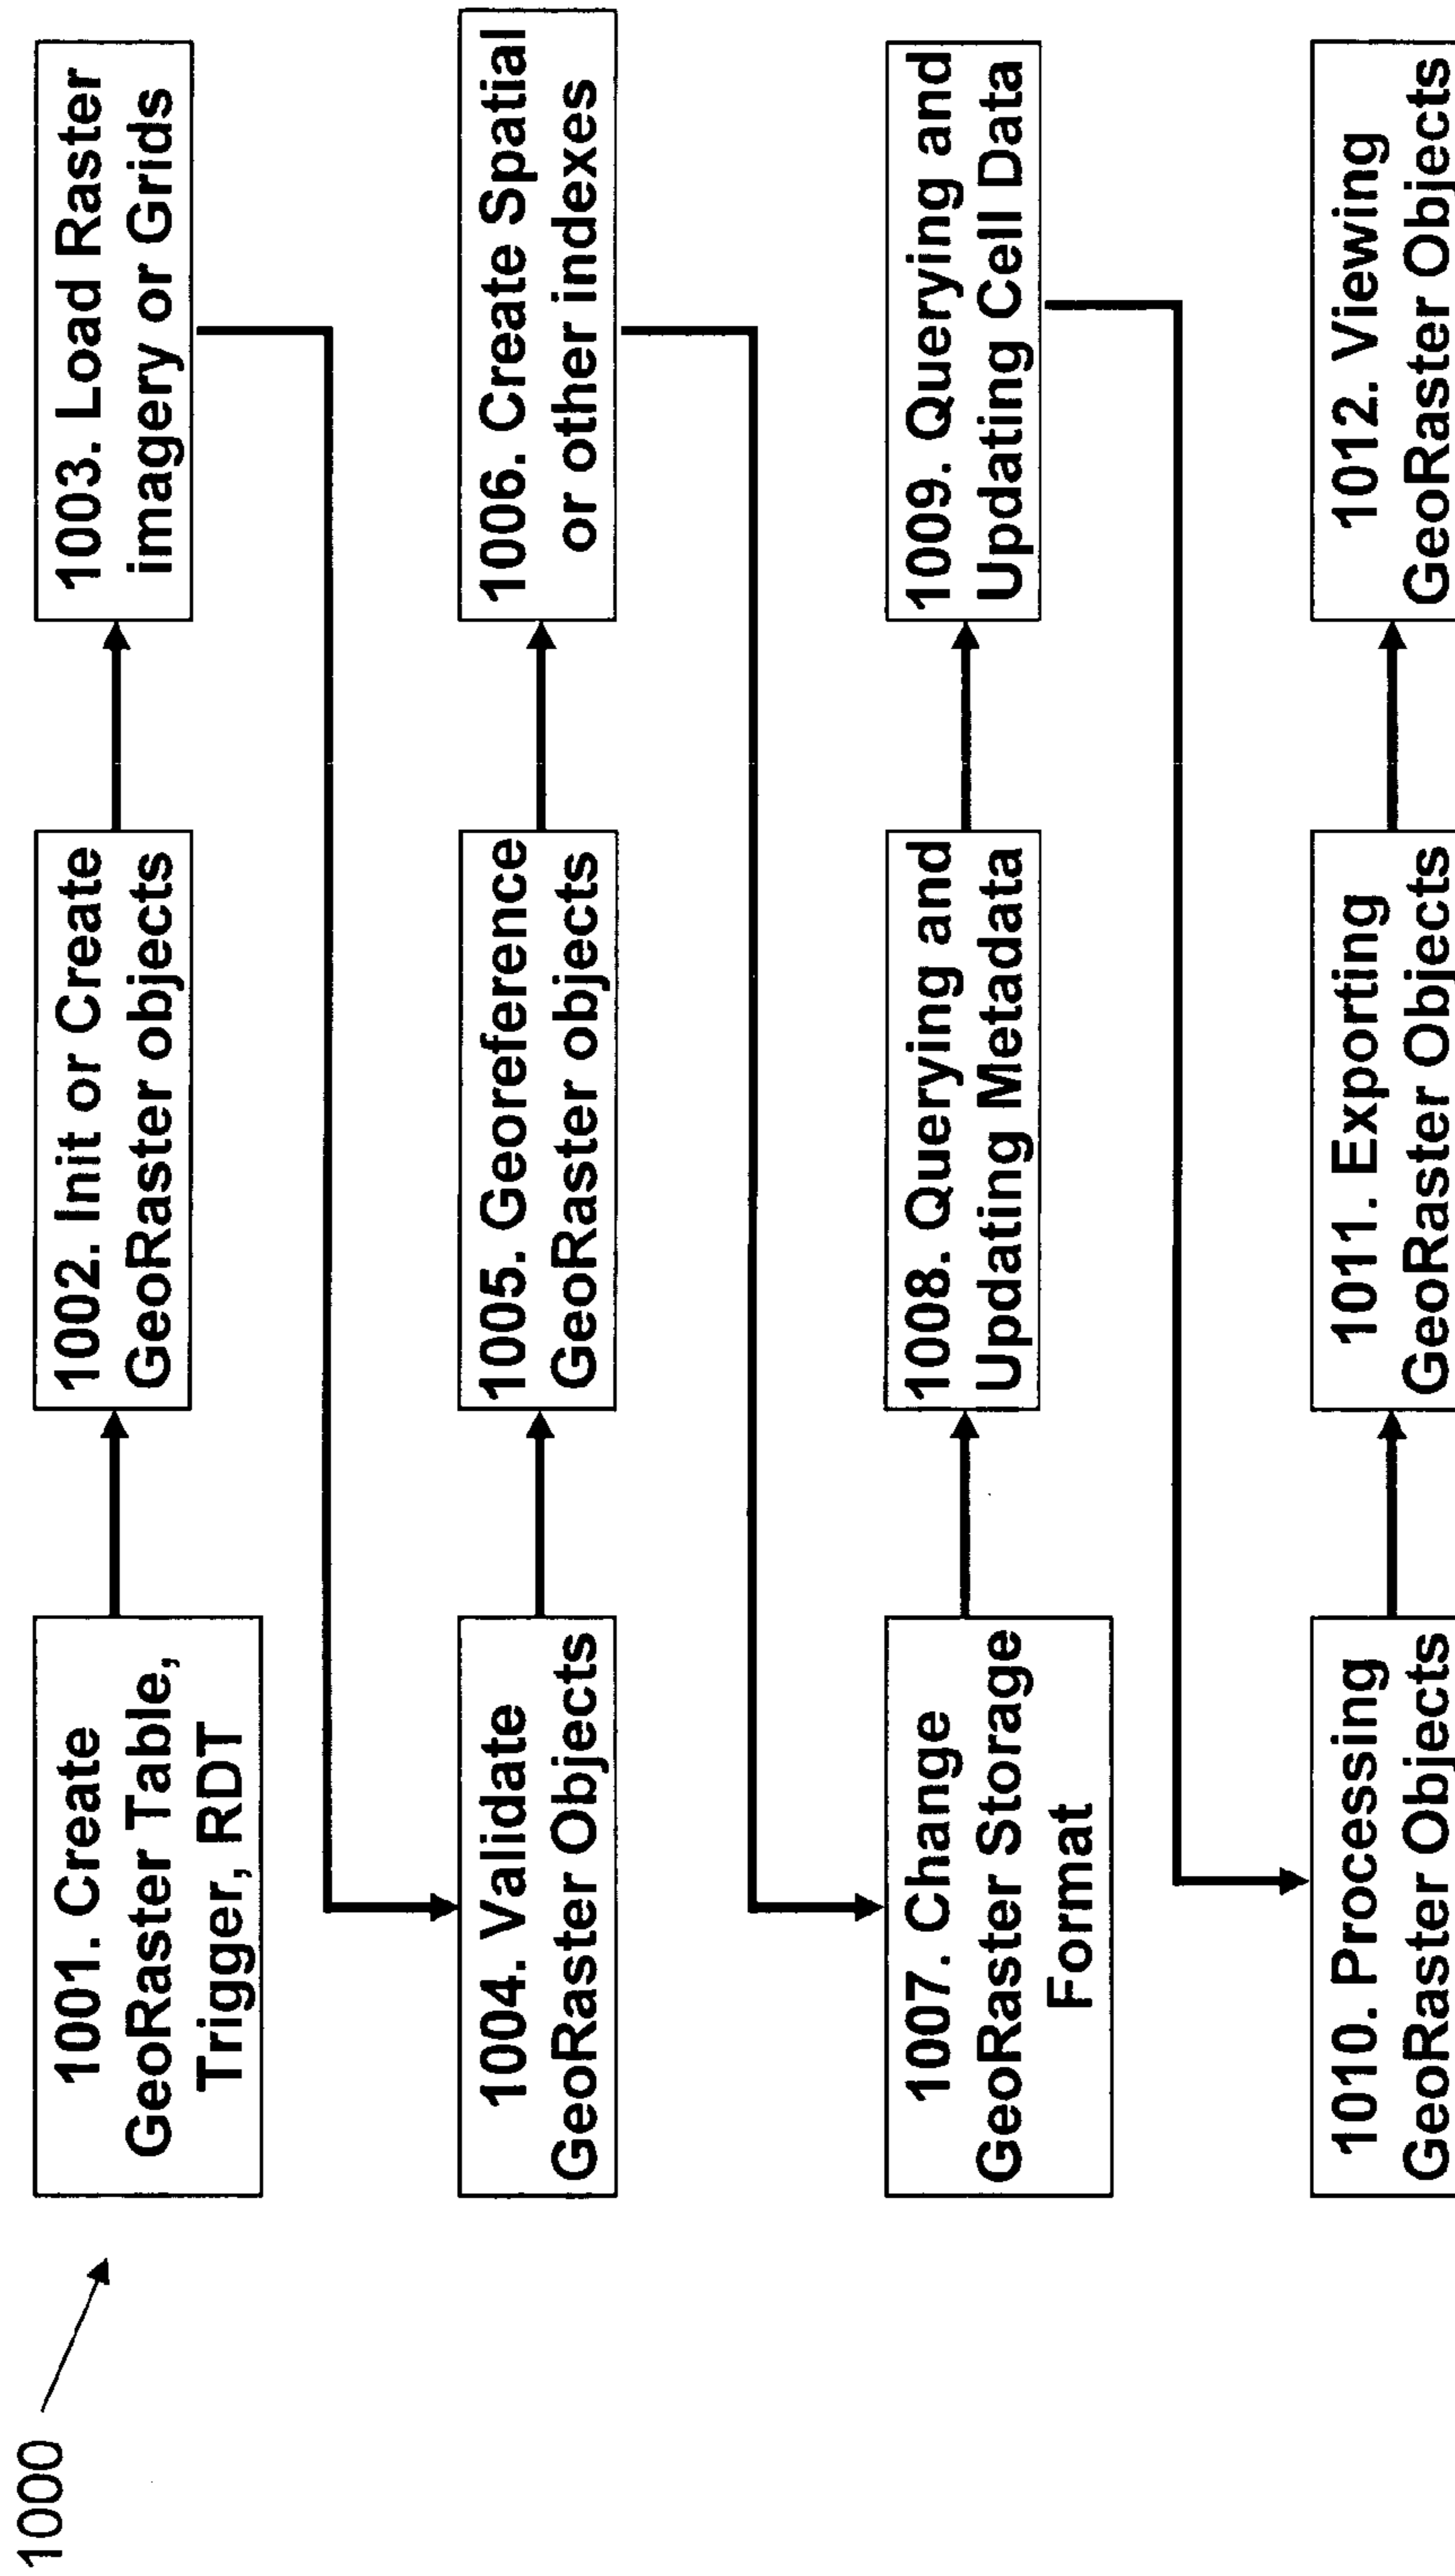 1000
1001. Create
GeoRaster Table,
Trigger, RDT
1002. Init or Create
GeoRaster objects
1003. Load Raster
imagery or Grids
1004. Validate
GeoRaster Objects
1005. Georeference
GeoRaster objects
1006. Create Spatial
or other indexes
1007. Change
GeoRaster Storage
Format
1008. Querying and
Updating Metadata
1009. Querying and
Updating Cell Data
1010. Processing
GeoRaster Objects
1011. Exporting
GeoRaster Objects
1012. Viewing
GeoRaster Objects